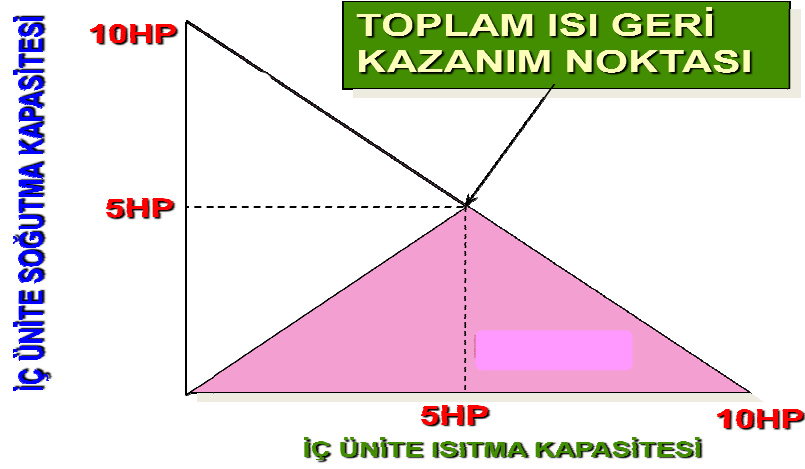 TOPLAM ISI GERİ
KAZANIM NOKTASI
10HP
İÇ ÜNİTE SOĞUTMA KAPASİTESİ
5HP
5HP
10HP
İÇ ÜNİTE ISITMA KAPASİTESİ